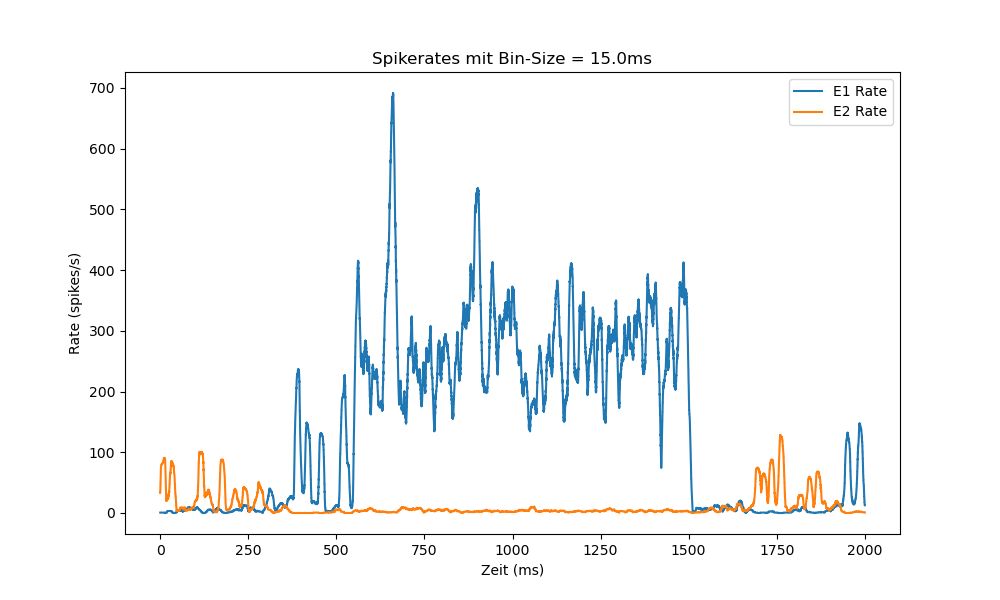 Spikerates mit Bin-Size = 15.0ms
E1 Rate
E2 Rate
Rate (spikes/s)
700
600
500
400
300
200
100
0
0 250 500 750 1000 1250 1500 1750 2000
Zeit (ms)